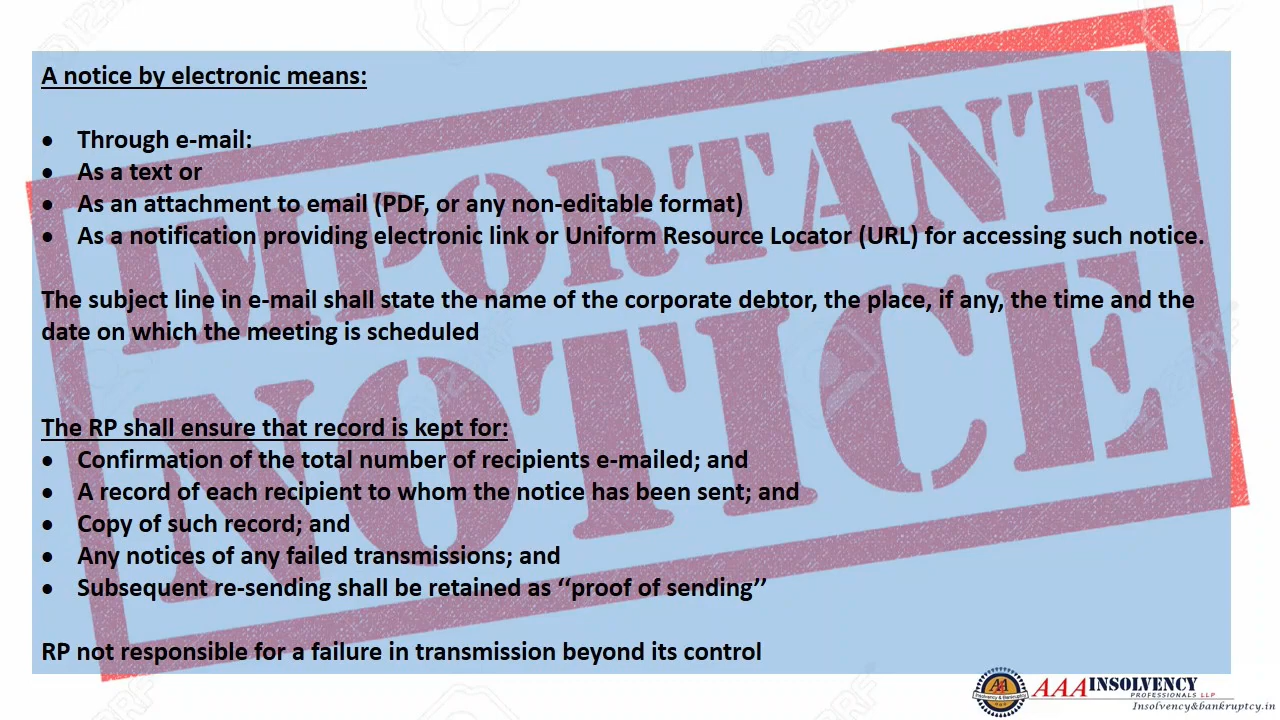 A notice by electronic means:
• Through e-mail:
• As a text or
• As an attachment to email (PDF, or any non-editable format)
• As a notification providing electronic link or Uniform Resource Locator (URL) for accessing such notice.
The subject line in e-mail shall state the name of the corporate debtor, the place, if any, the time and the
date on which the meeting is scheduled
The RP shall ensure that record is kept for:
• Confirmation of the total number of recipients e-mailed; and
• A record of each recipient to whom the notice has been sent; and
• Copy of such record; and
• Any notices of any failed transmissions; and
• Subsequent re-sending shall be retained as ‘‘proof of sending’’
RP not responsible for a failure in transmission beyond its control
IMPORTANT
NOTICE
AAA INSOLVENCY
PROFESSIONALS LLP
Insolvency&bankruptcy.in